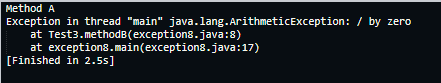 Method A
Exception in thread "main" java.lang.ArithmeticException: / by zero
at Test3.methodB(exception8.java:8)
at exception8.main(exception8.java:17)
[Finished in 2.5s]